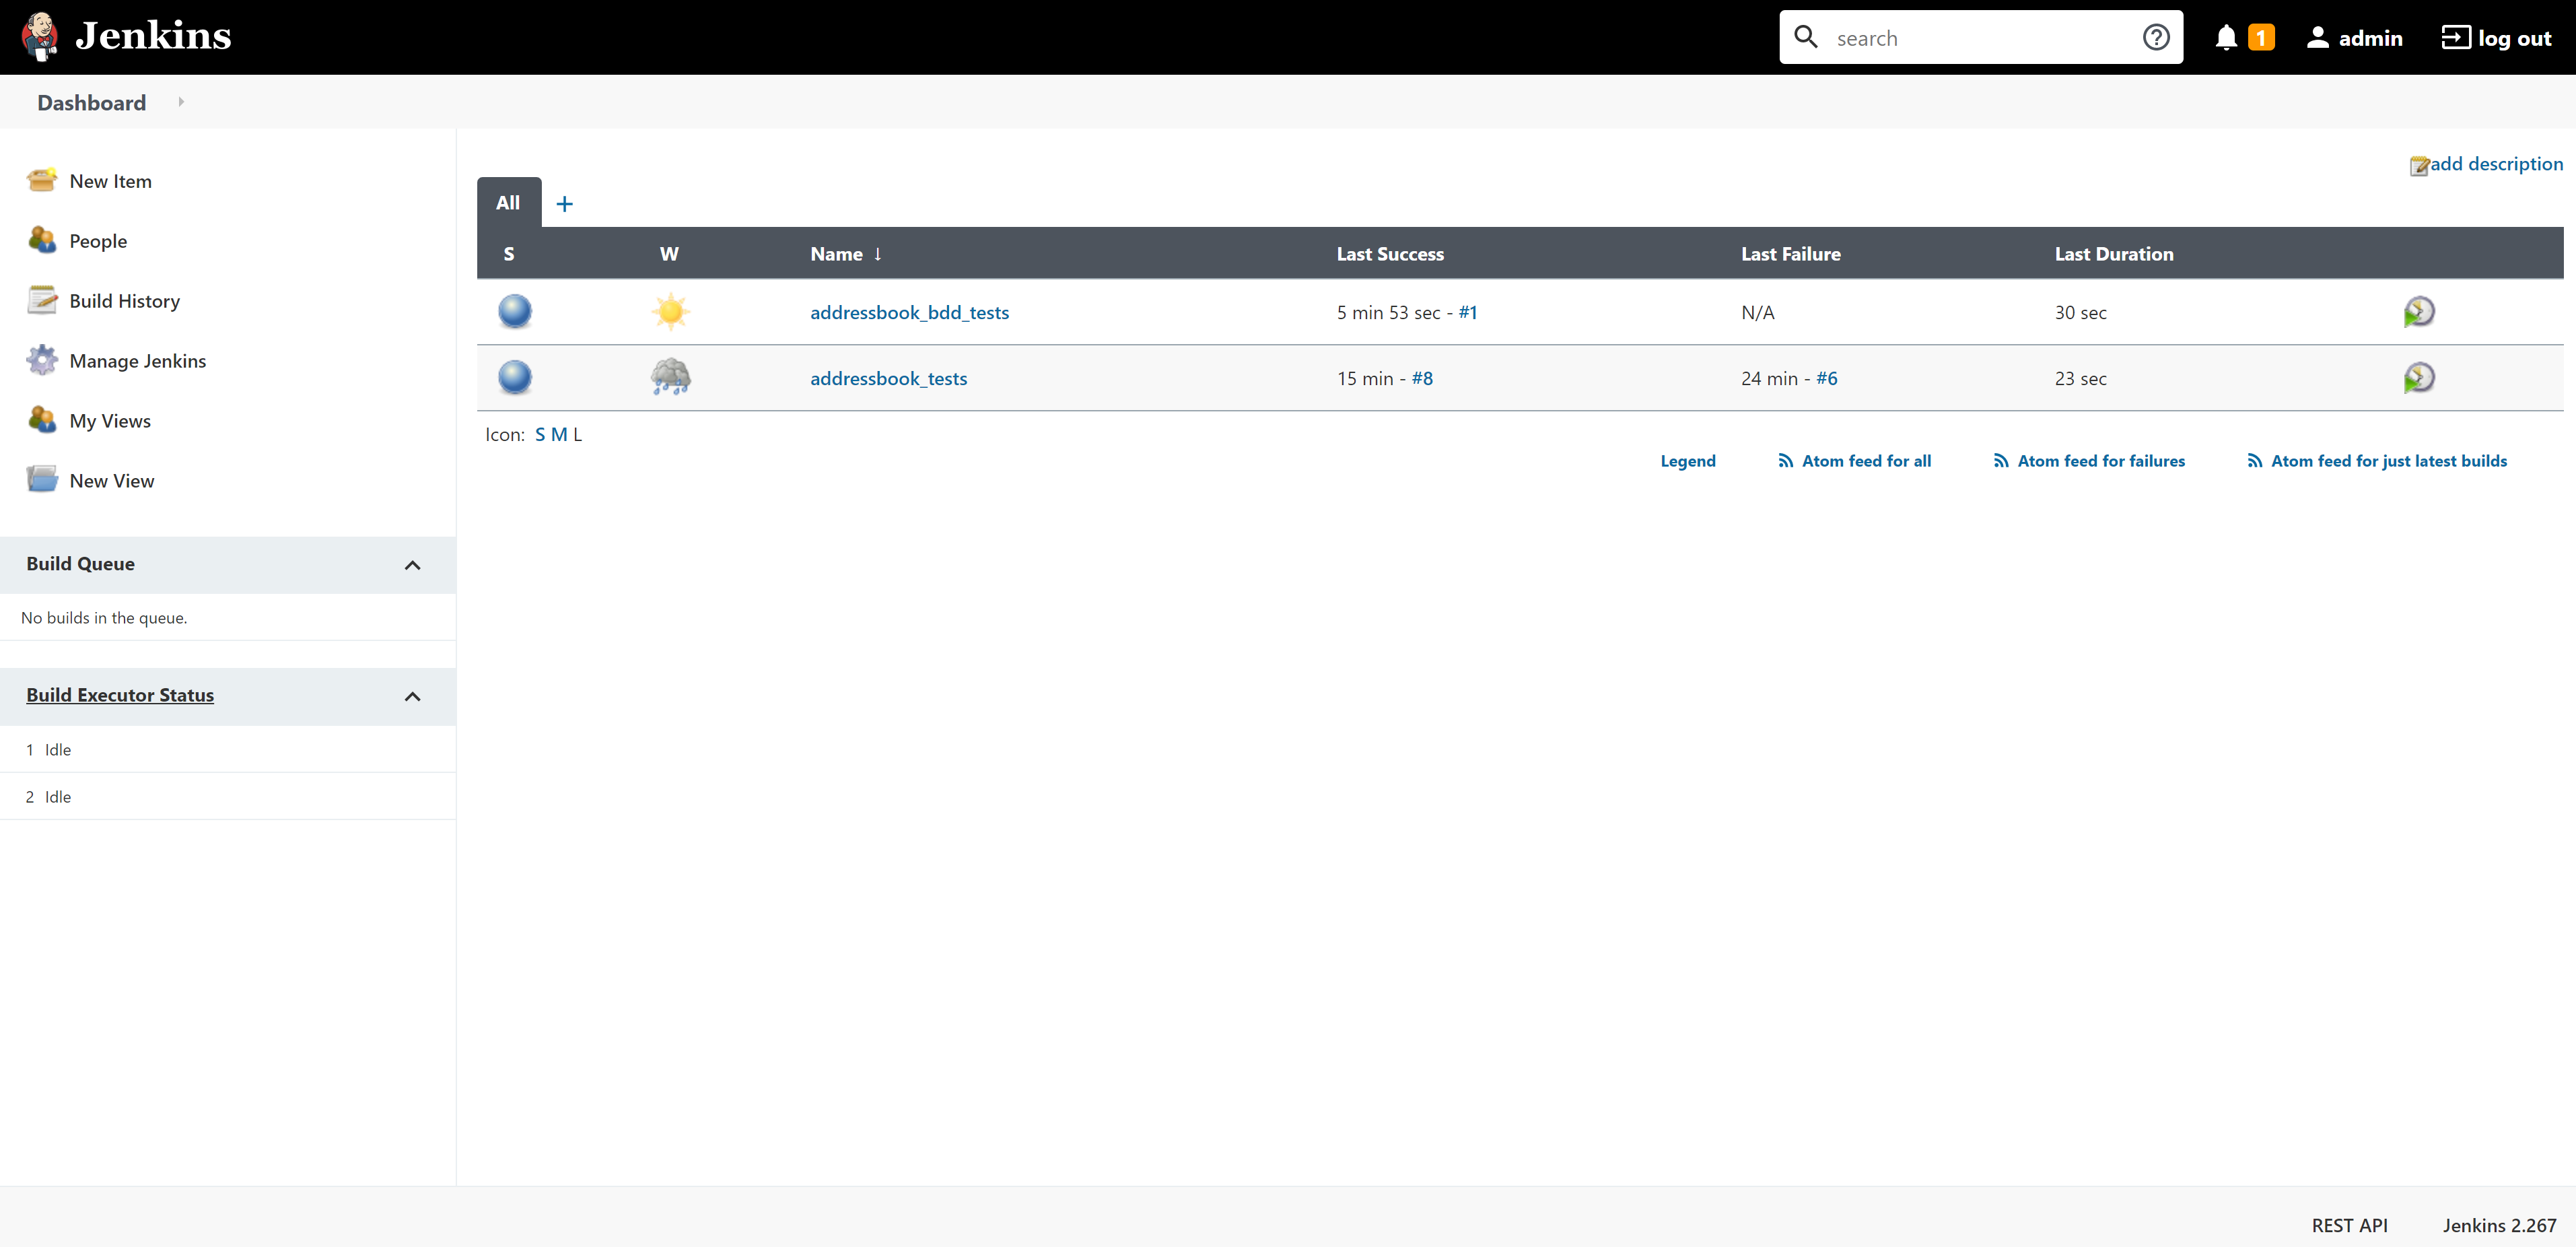 Jenkins
search
1
admin
log out
Dashboard
New Item
People
Build History
Manage Jenkins
My Views
New View
Build Queue
No builds in the queue.
Build Executor Status
1 Idle
2 Idle
add description
All +
S W Name ↓ Last Success Last Failure Last Duration
addressbook_bdd_tests 5 min 53 sec - #1 N/A 30 sec
addressbook_tests 15 min - #8 24 min - #6 23 sec
Icon: S M L
Legend Atom feed for all Atom feed for failures Atom feed for just latest builds
REST API Jenkins 2.267